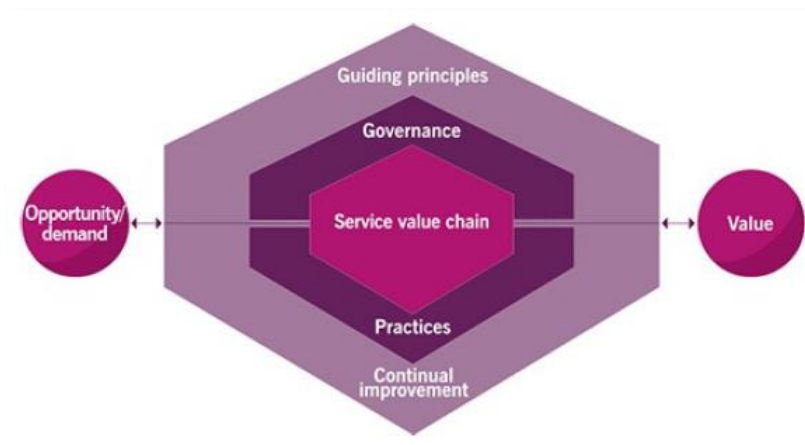 Guiding principles
Governance
Opportunity/
demand
Service value chain
Value
Practices
Continual
improvement